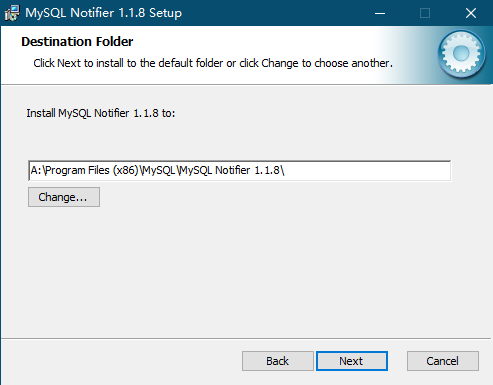 MySQL Notifier 1.1.8 Setup
Destination Folder
Click Next to install to the default folder or click Change to choose another.
Install MySQL Notifier 1.1.8 to:
A:\Program Files (x86)\MySQL\MySQL Notifier 1.1.8\
Change...
Back Next Cancel